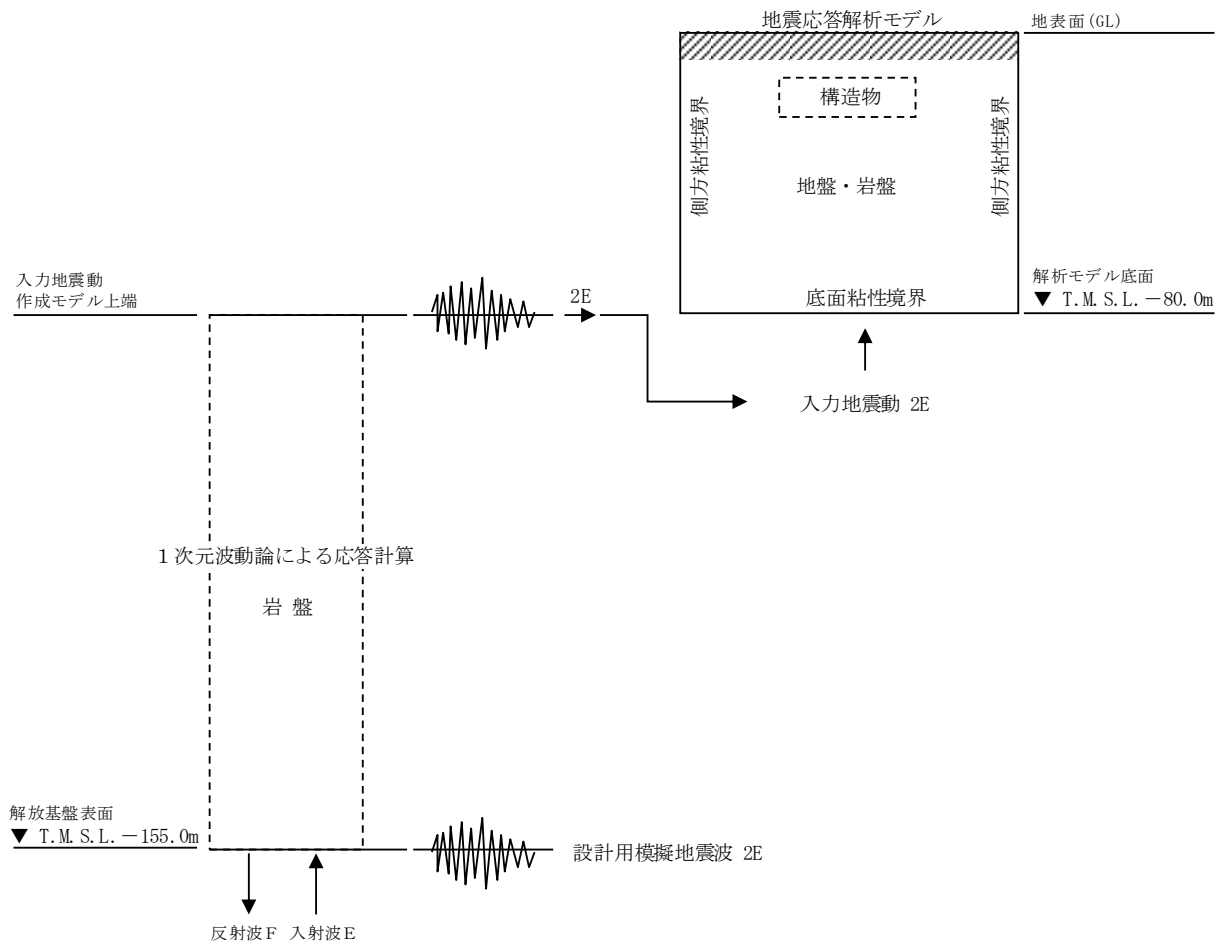 地震応答解析モデル
地表面(GL)
構造物
側方粘性境界
側方粘性境界
地盤・岩盤
入力地震動
作成モデル上端
2E
底面粘性境界
解析モデル底面
▼ T.M.S.L.－80.0m
入力地震動 2E
1次元波動論による応答計算
岩 盤
解放基盤表面
▼ T.M.S.L.－155.0m
設計用模擬地震波 2E
反射波F 入射波E